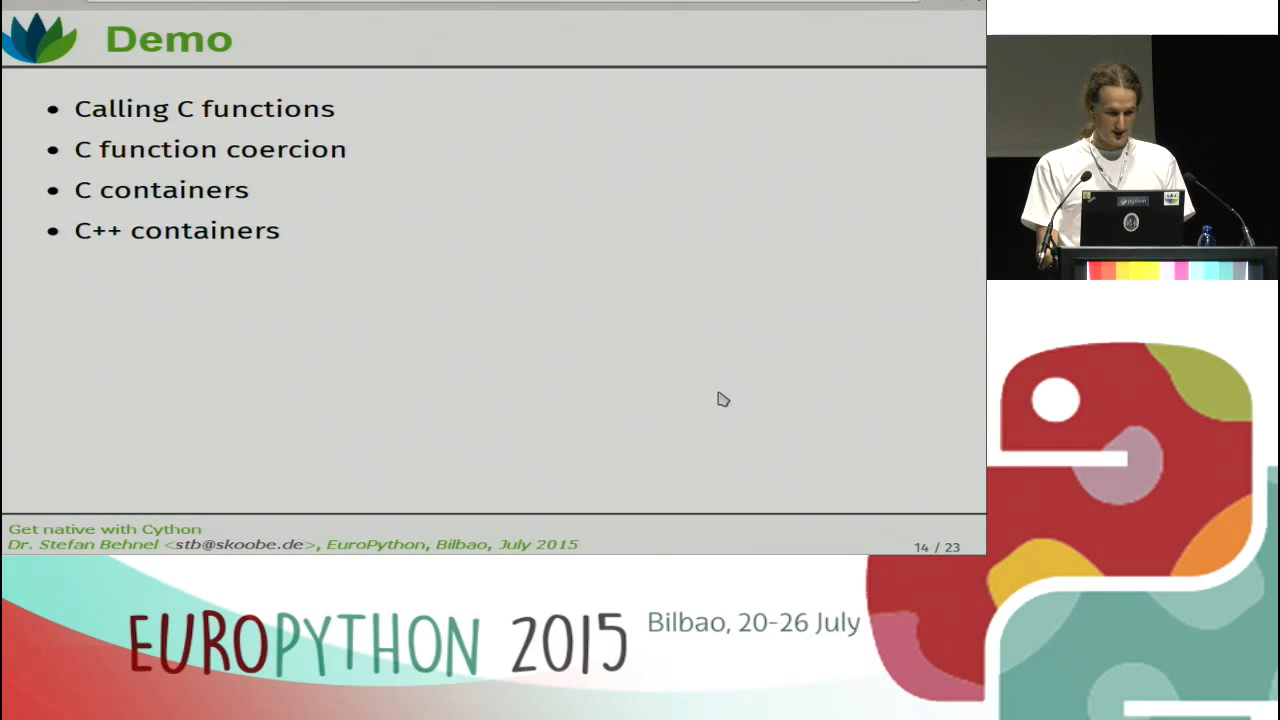 Demo
• Calling C functions
• C function coercion
• C containers
• C++ containers
Get native with Cython
Dr. Stefan Behnel <stb@skoobe.de>, EuroPython, Bilbao, July 2015
14 / 23
python
EUROPYTHON 2015
Bilbao, 20-26 July